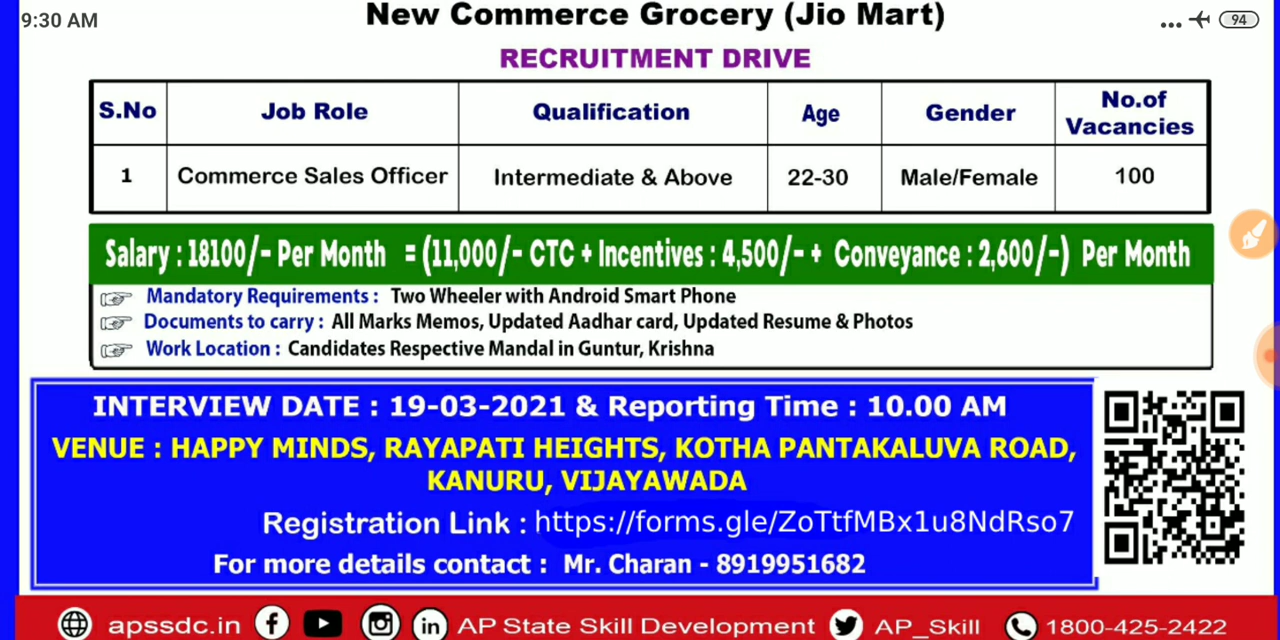 New Commerce Grocery (Jio Mart)
9:30 AM
94
RECRUITMENT DRIVE
S.No Job Role Qualification Age Gender No.of Vacancies
1 Commerce Sales Officer Intermediate & Above 22-30 Male/Female 100
Salary : 18100/- Per Month = (11,000/- CTC + Incentives : 4,500/- + Conveyance : 2,600/-) Per Month
Mandatory Requirements : Two Wheeler with Android Smart Phone
Documents to carry : All Marks Memos, Updated Aadhar card, Updated Resume & Photos
Work Location : Candidates Respective Mandal in Guntur, Krishna
INTERVIEW DATE : 19-03-2021 & Reporting Time : 10.00 AM
VENUE : HAPPY MINDS, RAYAPATI HEIGHTS, KOTHA PANTAKALUVA ROAD,
KANURU, VIJAYAWADA
Registration Link : https://forms.gle/ZoTtfMBx1u8NdRso7
For more details contact : Mr. Charan - 8919951682
apssdc.in AP State Skill Development AP_Skill 1800-425-2422